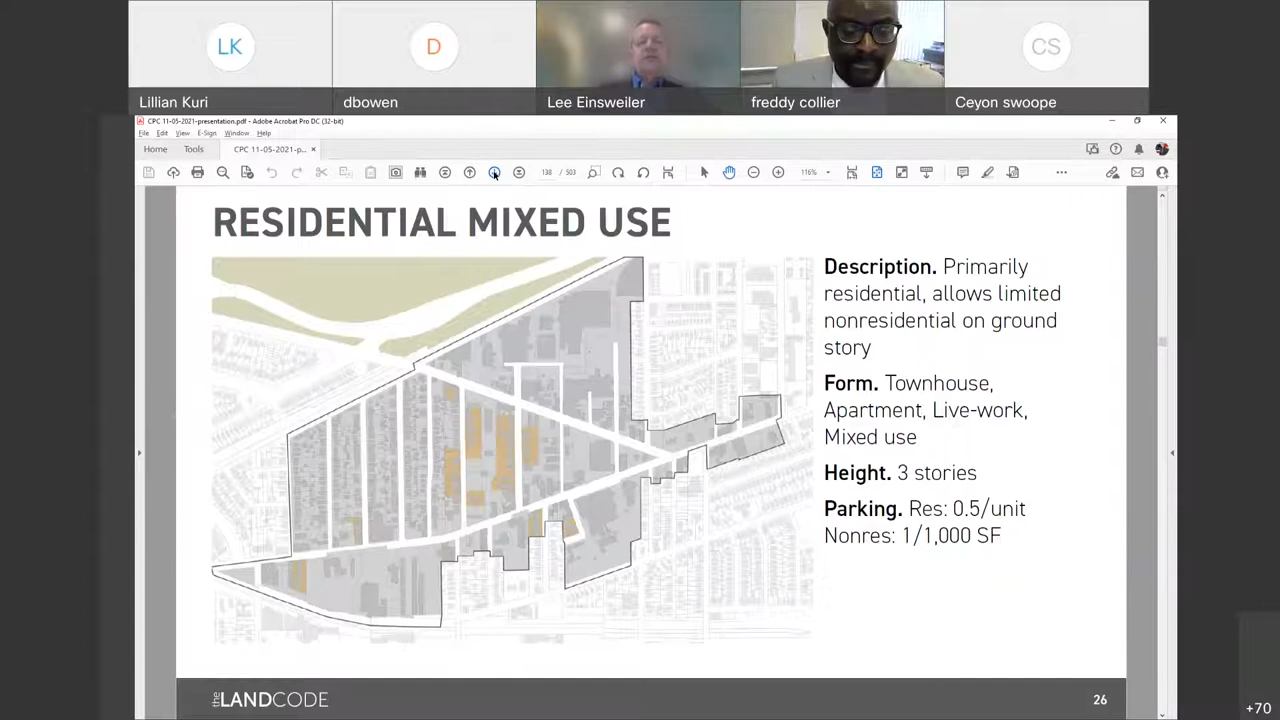 LK
D
CS
Lillian Kuri
dbowen
Lee Einsweiler
freddy collier
Ceyon swoope
CPC 11-05-2021-presentation.pdf - Adobe Acrobat Pro DC (32-bit)
File Edit View E-Sign Window Help
Home Tools CPC 11-05-2021-p... ×
138 / 503 116%
RESIDENTIAL MIXED USE
Description. Primarily
residential, allows limited
nonresidential on ground
story
Form. Townhouse,
Apartment, Live-work,
Mixed use
Height. 3 stories
Parking. Res: 0.5/unit
Nonres: 1/1,000 SF
the LANDCODE
26
+70